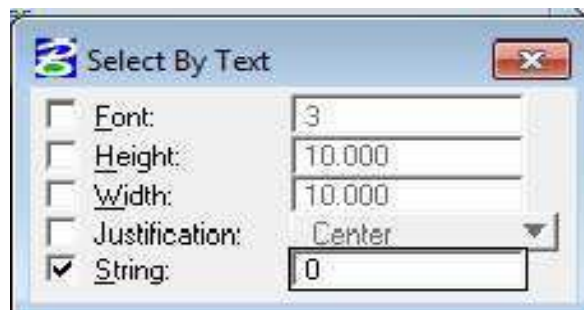 Select By Text
Font: 3
Height: 10.000
Width: 10.000
Justification: Center
String: 0